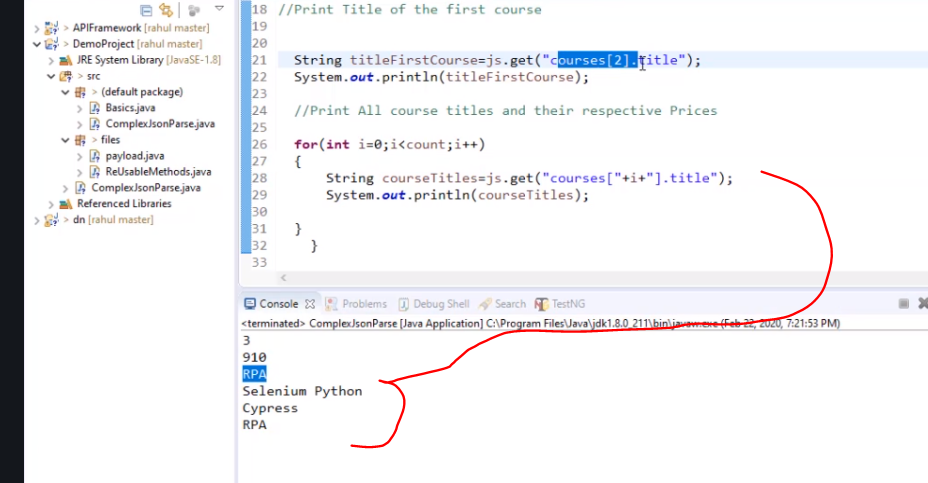 > APIFramework [rahul master]
> DemoProject [rahul master]
JRE System Library [JavaSE-1.8]
> src
> (default package)
> Basics.java
> ComplexJsonParse.java
> files
> payload.java
> ReUsableMethods.java
ComplexJsonParse.java
Referenced Libraries
> dn [rahul master]
18 //Print Title of the first course
19
20
21 String titleFirstCourse=js.get("courses[2].title");
22 System.out.println(titleFirstCourse);
23
24 //Print All course titles and their respective Prices
25
26 for(int i=0;i<count;i++)
27 {
28 String courseTitles=js.get("courses["+i+"].title");
29 System.out.println(courseTitles);
30
31 }
32 }
33
Console Problems Debug Shell Search TestNG
<terminated> ComplexJsonParse [Java Application] C:\Program Files\Java\jdk1.8.0_211\bin\javaw.exe (Feb 22, 2020, 7:21:53 PM)
3
910
RPA
Selenium Python
Cypress
RPA